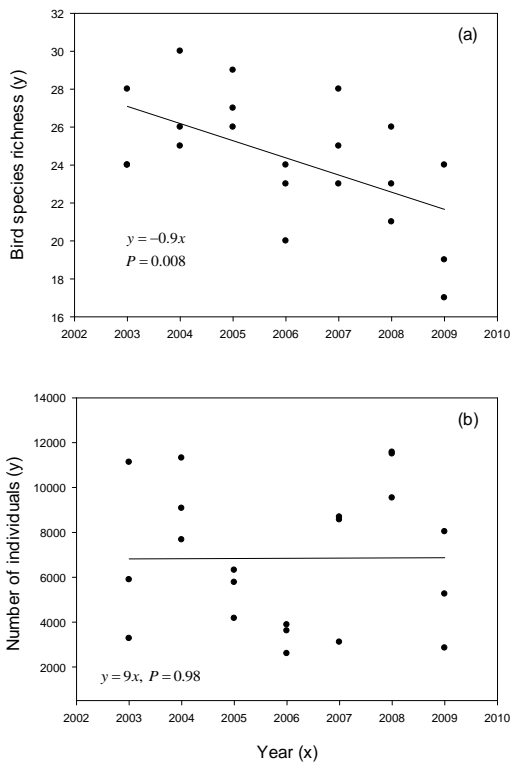 (a)
Bird species richness (y)
32
30
28
26
24
22
20
18
16
y = −0.9x
P = 0.008
2002 2003 2004 2005 2006 2007 2008 2009 2010
(b)
Number of individuals (y)
14000
12000
10000
8000
6000
4000
2000
y = 9x, P = 0.98
2002 2003 2004 2005 2006 2007 2008 2009 2010
Year (x)